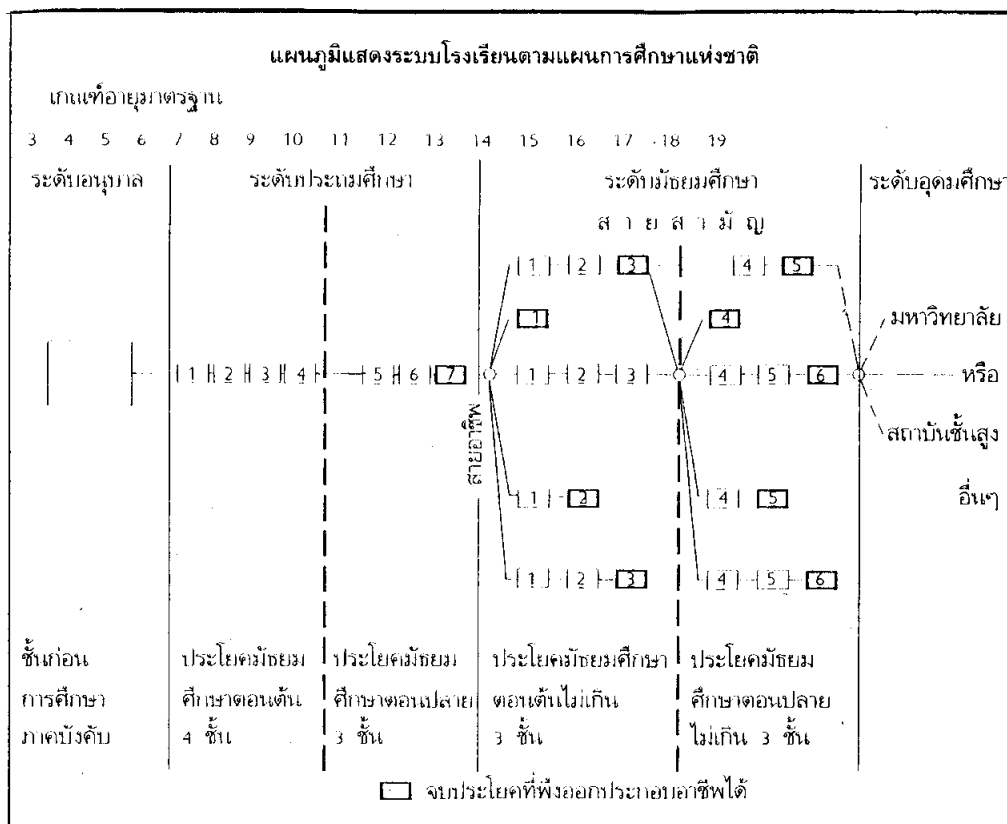 แผนภูมิแสดงระบบโรงเรียนตามแผนการศึกษาแห่งชาติ
เกณฑ์อายุมาตรฐาน
3 4 5 6 7 8 9 10 11 12 13 14 15 16 17 18 19
ระดับอนุบาล ระดับประถมศึกษา ระดับมัธยมศึกษา ระดับอุดมศึกษา
สายสามัญ
1 2 3 4 5
1 4
มหาวิทยาลัย
1 2 3 4 5 6 7 1 2 3 4 5 6 หรือ
สถาบันชั้นสูง
สายอาชีพ
1 2 4 5 อื่นๆ
1 2 3 4 5 6
ชั้นก่อน ประโยคมัธยม ประโยคมัธยม ประโยคมัธยมศึกษา ประโยคมัธยม
การศึกษา ศึกษาตอนต้น ศึกษาตอนปลาย ตอนต้นไม่เกิน ศึกษาตอนปลาย
ภาคบังคับ 4 ชั้น 3 ชั้น 3 ชั้น ไม่เกิน 3 ชั้น
จบประโยคที่พึงออกประกอบอาชีพได้